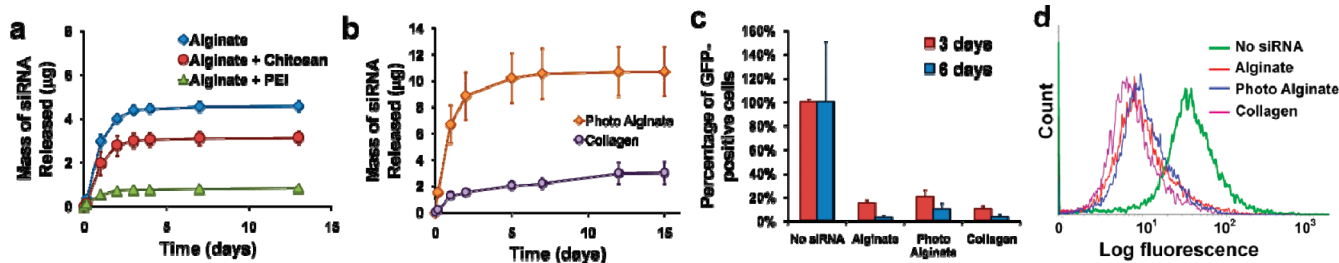 a
Mass of siRNA
Released (μg)
8
6
4
2
0
Alginate
Alginate + Chitosan
Alginate + PEI
0
5
10
15
Time (days)
b
Mass of siRNA
Released (μg)
14
12
10
8
6
4
2
0
Photo Alginate
Collagen
0
5
10
15
Time (days)
c
Percentage of GFP-
positive cells
160%
140%
120%
100%
80%
60%
40%
20%
0%
3 days
6 days
No siRNA
Alginate
Photo
Alginate
Collagen
d
Count
No siRNA
Alginate
Photo Alginate
Collagen
0
10¹
10²
10³
Log fluorescence